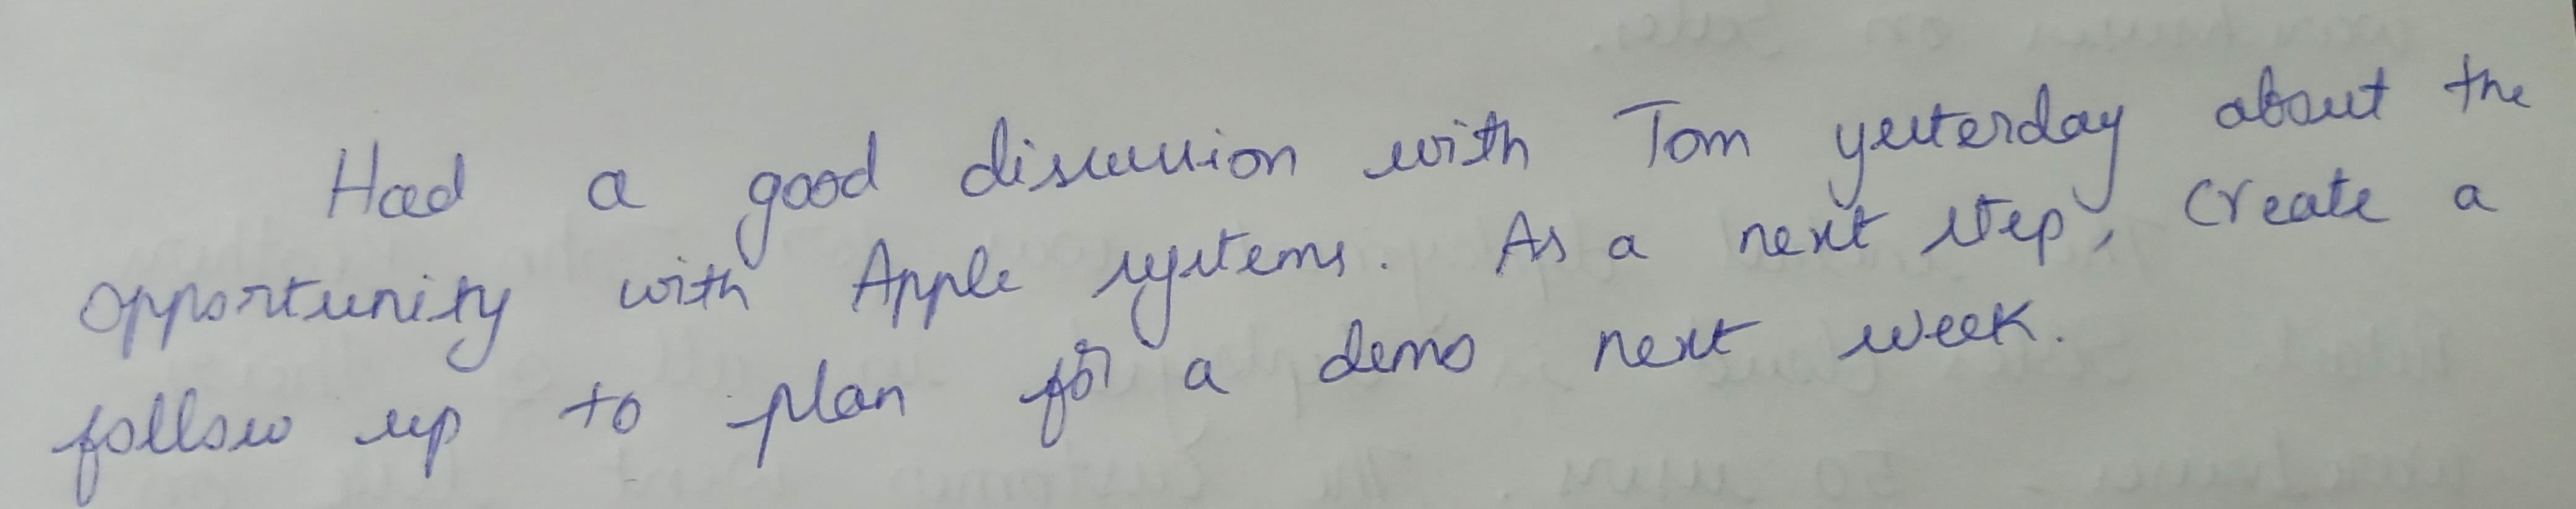 Had a good discussion with Tom yesterday about the
opportunity with Apple systems. As a next step, create a
follow up to plan for a demo next week.